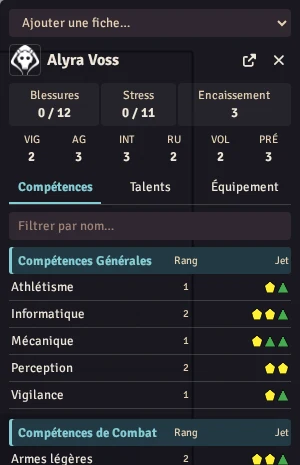 Ajouter une fiche...
Alyra Voss
Blessures Stress Encaissement
0 / 12 0 / 11 3
VIG AG INT RU VOL PRÉ
2 3 3 2 2 3
Compétences Talents Équipement
Filtrer par nom...
Compétences Générales Rang Jet
Athlétisme 1
Informatique 2
Mécanique 1
Perception 2
Vigilance 1
Compétences de Combat Rang Jet
Armes légères 2